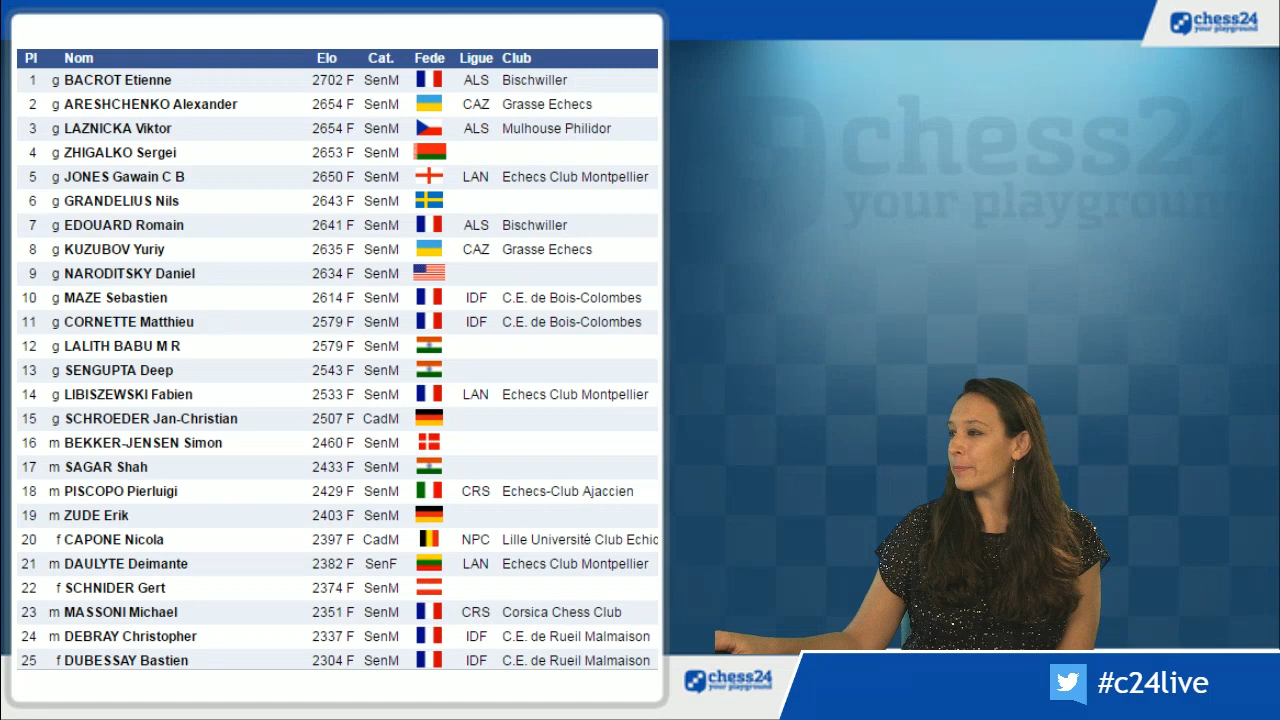 chess24
your playground
Pl Nom Elo Cat. Fede Ligue Club
1 g BACROT Etienne 2702 F SenM ALS Bischwiller
2 g ARESHCHENKO Alexander 2654 F SenM CAZ Grasse Echecs
3 g LAZNICKA Viktor 2654 F SenM ALS Mulhouse Philidor
4 g ZHIGALKO Sergei 2653 F SenM
5 g JONES Gawain C B 2650 F SenM LAN Echecs Club Montpellier
6 g GRANDELIUS Nils 2643 F SenM
7 g EDOUARD Romain 2641 F SenM ALS Bischwiller
8 g KUZUBOV Yuriy 2635 F SenM CAZ Grasse Echecs
9 g NARODITSKY Daniel 2634 F SenM
10 g MAZE Sebastien 2614 F SenM IDF C.E. de Bois-Colombes
11 g CORNETTE Matthieu 2579 F SenM IDF C.E. de Bois-Colombes
12 g LALITH BABU M R 2579 F SenM
13 g SENGUPTA Deep 2543 F SenM
14 g LIBISZEWSKI Fabien 2533 F SenM LAN Echecs Club Montpellier
15 g SCHROEDER Jan-Christian 2507 F CadM
16 m BEKKER-JENSEN Simon 2460 F SenM
17 m SAGAR Shah 2433 F SenM
18 m PISCOPO Pierluigi 2429 F SenM CRS Echecs-Club Ajaccien
19 m ZUDE Erik 2403 F SenM
20 f CAPONE Nicola 2397 F CadM NPC Lille Université Club Echic
21 m DAULYTE Deimante 2382 F SenF LAN Echecs Club Montpellier
22 f SCHNIDER Gert 2374 F SenM
23 m MASSONI Michael 2351 F SenM CRS Corsica Chess Club
24 m DEBRAY Christopher 2337 F SenM IDF C.E. de Rueil Malmaison
25 f DUBESSAY Bastien 2304 F SenM IDF C.E. de Rueil Malmaison
chess24
your playground
chess24
your playground
#c24live